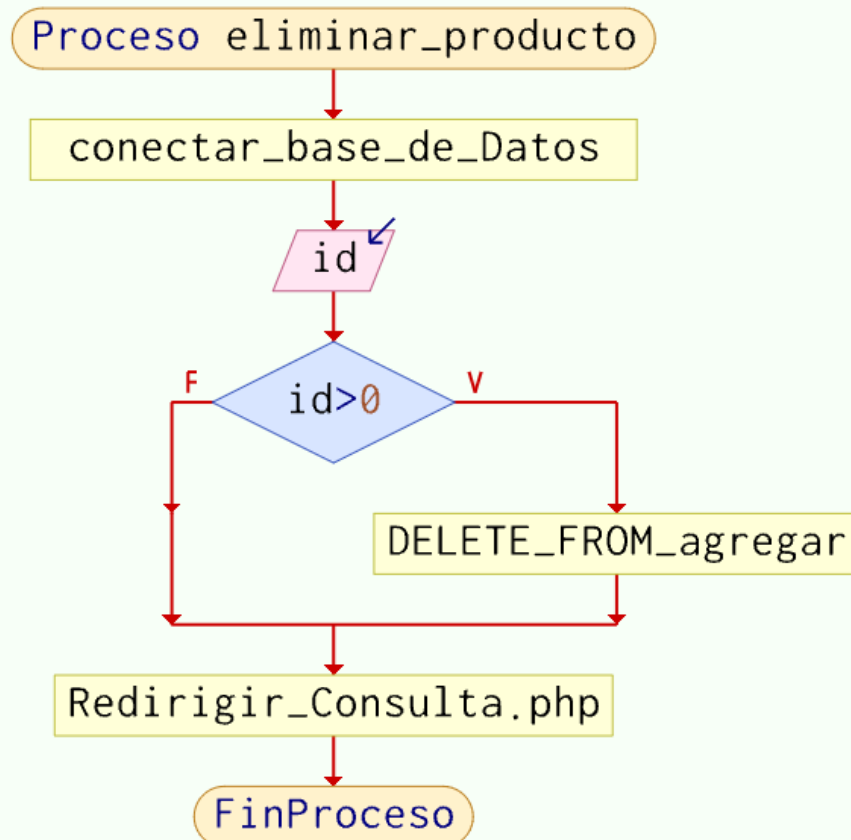 Proceso eliminar_producto
conectar_base_de_Datos
id
id>0
F
V
DELETE_FROM_agregar
Redirigir_Consulta.php
FinProceso